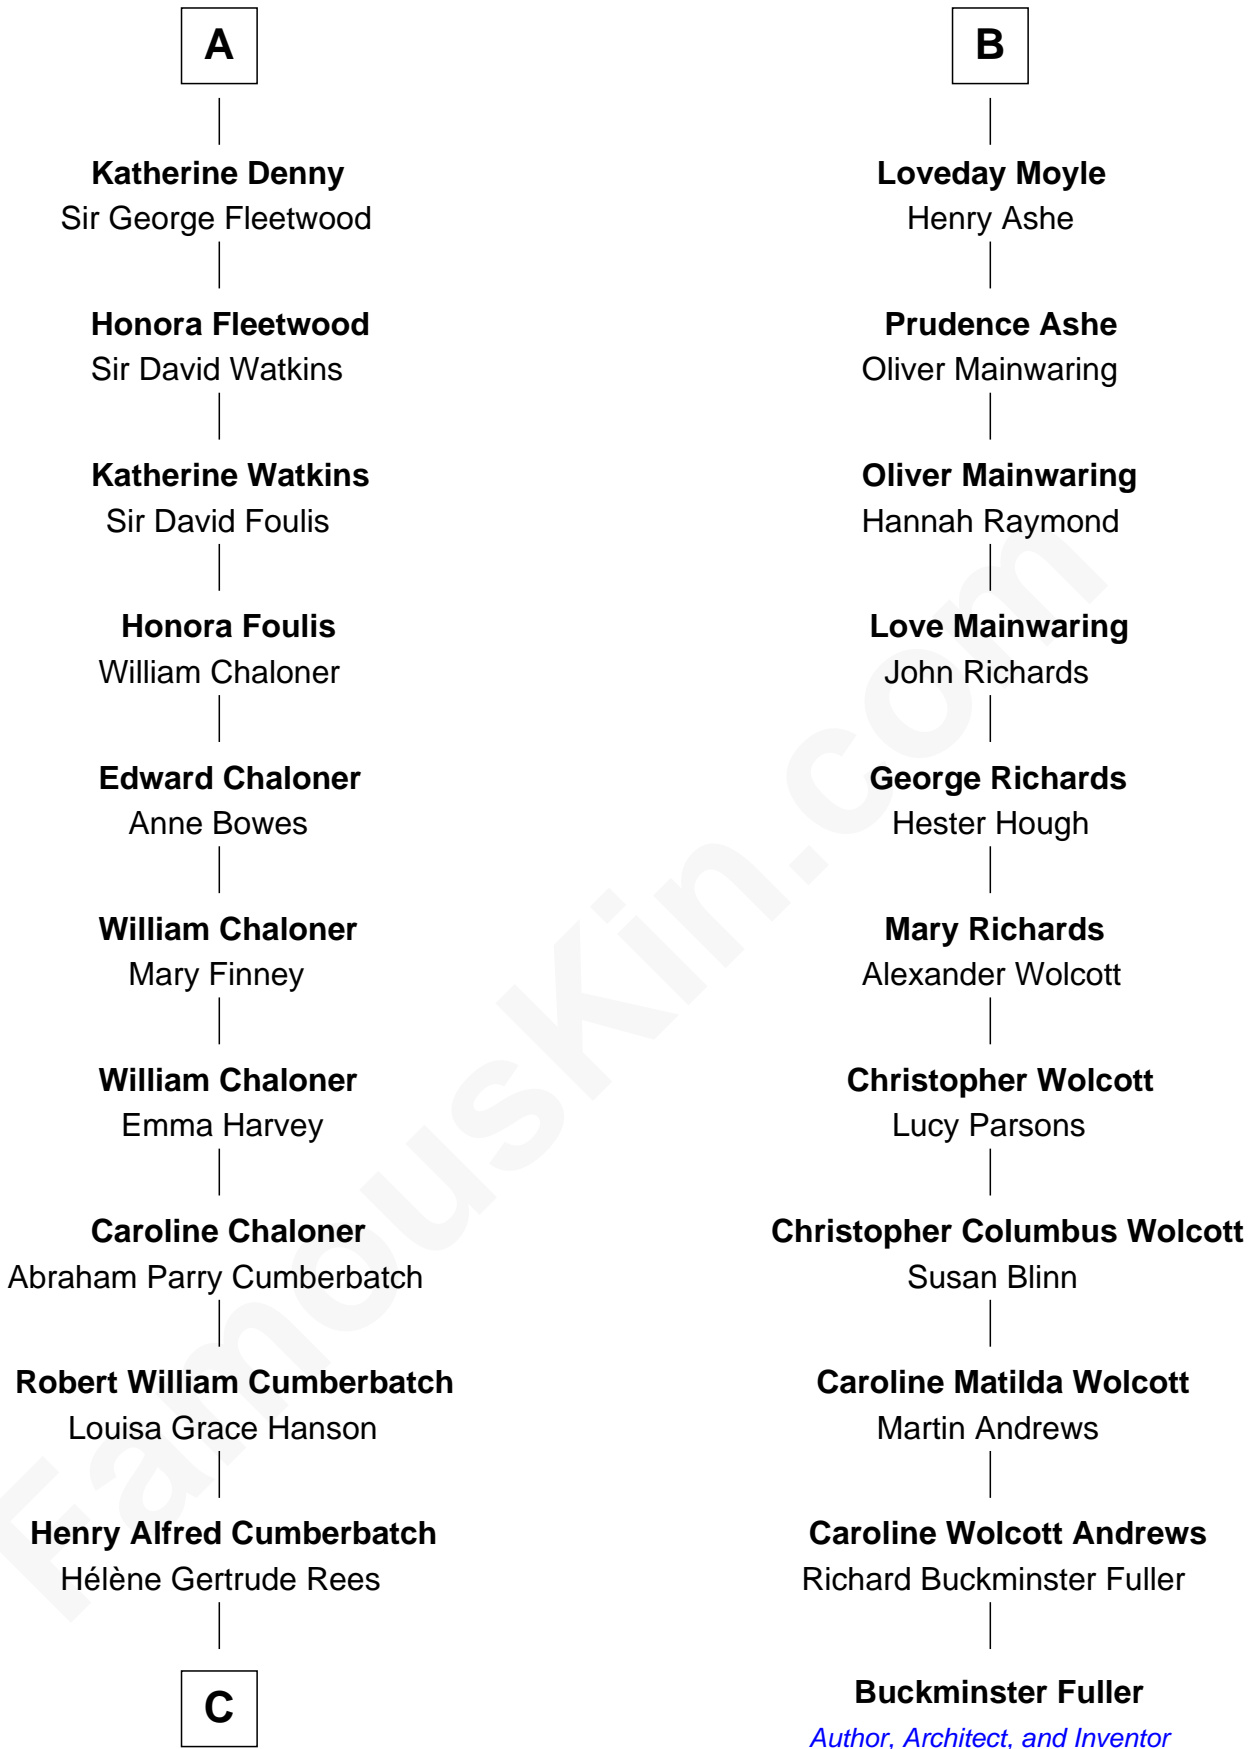 A
Katherine Denny
Sir George Fleetwood
Honora Fleetwood
Sir David Watkins
Katherine Watkins
Sir David Foulis
Honora Foulis
William Chaloner
Edward Chaloner
Anne Bowes
William Chaloner
Mary Finney
William Chaloner
Emma Harvey
Caroline Chaloner
Abraham Parry Cumberbatch
Robert William Cumberbatch
Louisa Grace Hanson
Henry Alfred Cumberbatch
Hélène Gertrude Rees
C
B
Loveday Moyle
Henry Ashe
Prudence Ashe
Oliver Mainwaring
Oliver Mainwaring
Hannah Raymond
Love Mainwaring
John Richards
George Richards
Hester Hough
Mary Richards
Alexander Wolcott
Christopher Wolcott
Lucy Parsons
Christopher Columbus Wolcott
Susan Blinn
Caroline Matilda Wolcott
Martin Andrews
Caroline Wolcott Andrews
Richard Buckminster Fuller
Buckminster Fuller
Author, Architect, and Inventor
FamousKin.com